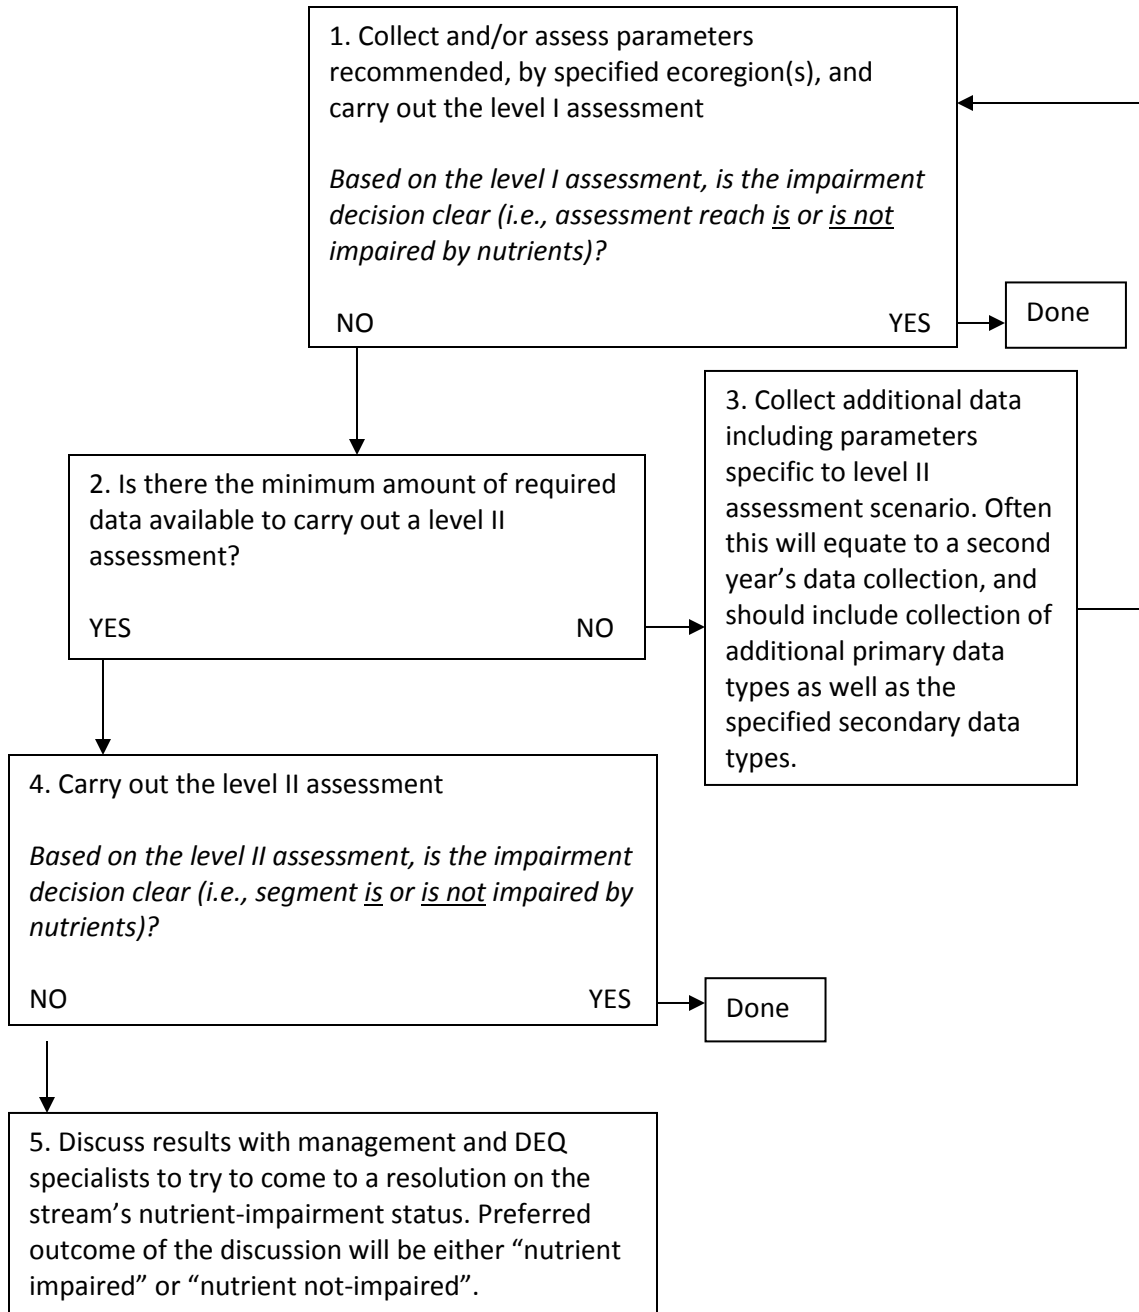 1. Collect and/or assess parameters
recommended, by specified ecoregion(s), and
carry out the level I assessment
Based on the level I assessment, is the impairment
decision clear (i.e., assessment reach is or is not
impaired by nutrients)?
NO YES
Done
2. Is there the minimum amount of required
data available to carry out a level II
assessment?
YES NO
3. Collect additional data
including parameters
specific to level II
assessment scenario. Often
this will equate to a second
year’s data collection, and
should include collection of
additional primary data
types as well as the
specified secondary data
types.
4. Carry out the level II assessment
Based on the level II assessment, is the impairment
decision clear (i.e., segment is or is not impaired by
nutrients)?
NO YES
Done
5. Discuss results with management and DEQ
specialists to try to come to a resolution on the
stream’s nutrient-impairment status. Preferred
outcome of the discussion will be either “nutrient
impaired” or “nutrient not-impaired”.